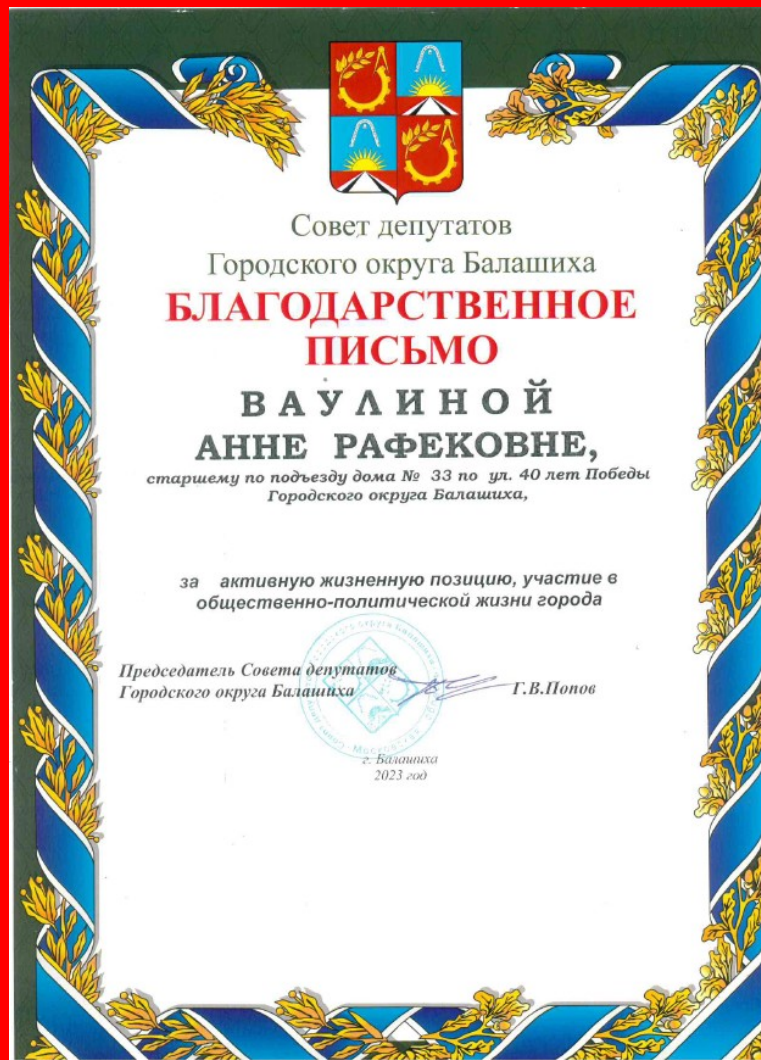 Совет депутатов
Городского округа Балашиха
БЛАГОДАРСТВЕННОЕ
ПИСЬМО
ВАУЛИНОЙ
АННЕ РАФЕКОВНЕ,
старшему по подъезду дома № 33 по ул. 40 лет Победы
Городского округа Балашиха,
за активную жизненную позицию, участие в
общественно-политической жизни города
Председатель Совета депутатов
Городского округа Балашиха Г.В.Попов
г. Балашиха
2023 год